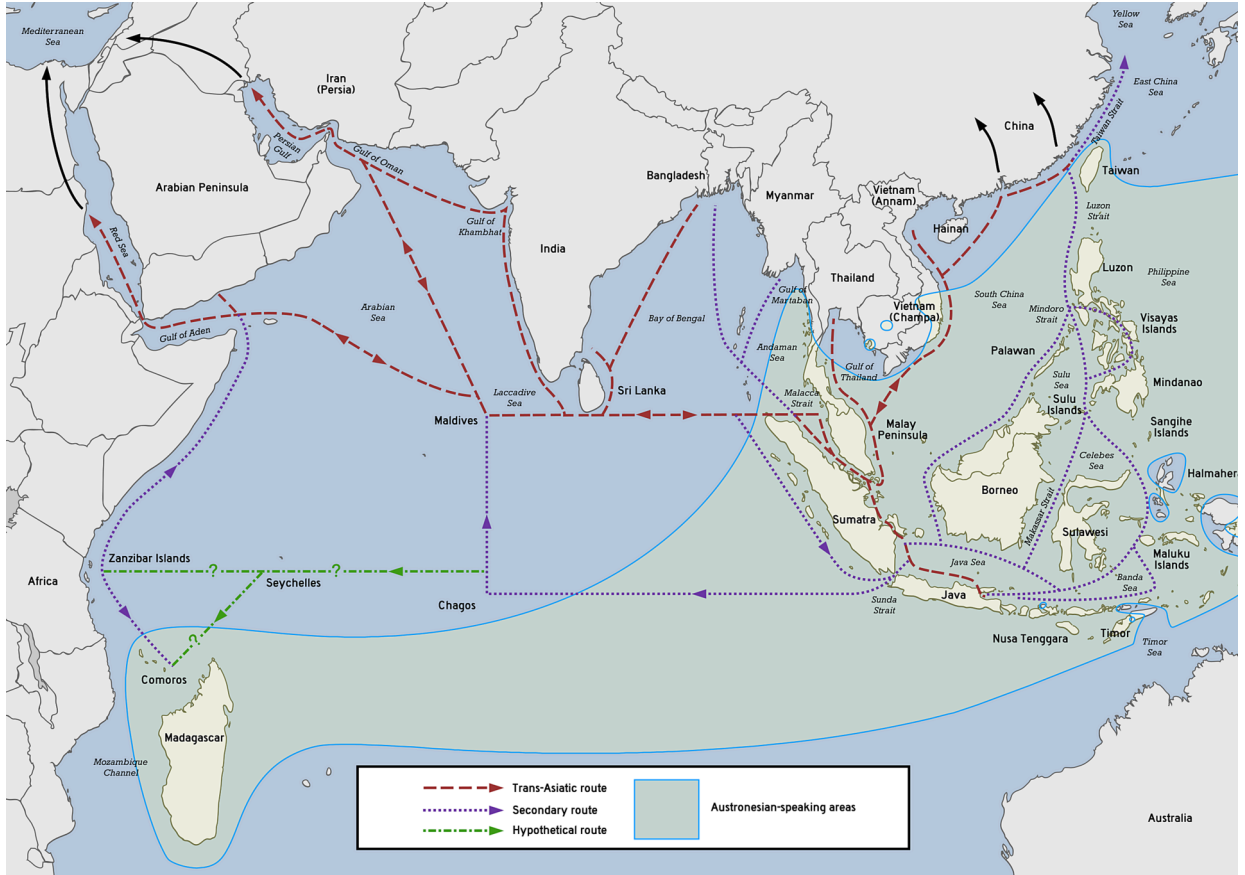 Mediterranean
Sea
Yellow
Sea
Iran
(Persia)
East China
Sea
China
Taiwan Strait
Persian
Gulf
Gulf of Oman
Arabian Peninsula
Bangladesh
Myanmar
Vietnam
(Annam)
Taiwan
Red Sea
Gulf of
Khambhat
India
Hainan
Luzon
Strait
Thailand
Luzon
Philippine
Sea
Gulf of
Martaban
South China
Sea
Arabian
Sea
Gulf of Aden
Bay of Bengal
Vietnam
(Champa)
Mindoro
Strait
Visayas
Islands
Andaman
Sea
Palawan
Gulf of
Thailand
Sulu
Sea
Mindanao
Laccadive
Sea
Sri Lanka
Malacca
Strait
Sulu
Islands
Maldives
Malay
Peninsula
Sangihe
Islands
Celebes
Sea
Halmahera
Borneo
Makassar Strait
Sumatra
Sulawesi
Zanzibar Islands
Maluku
Islands
Africa
?
?
Seychelles
Java Sea
Banda
Sea
Chagos
Sunda
Strait
Java
?
Nusa Tenggara
Timor
Timor
Sea
Comoros
Madagascar
Mozambique
Channel
Trans-Asiatic route
Secondary route
Hypothetical route
Austronesian-speaking areas
Australia